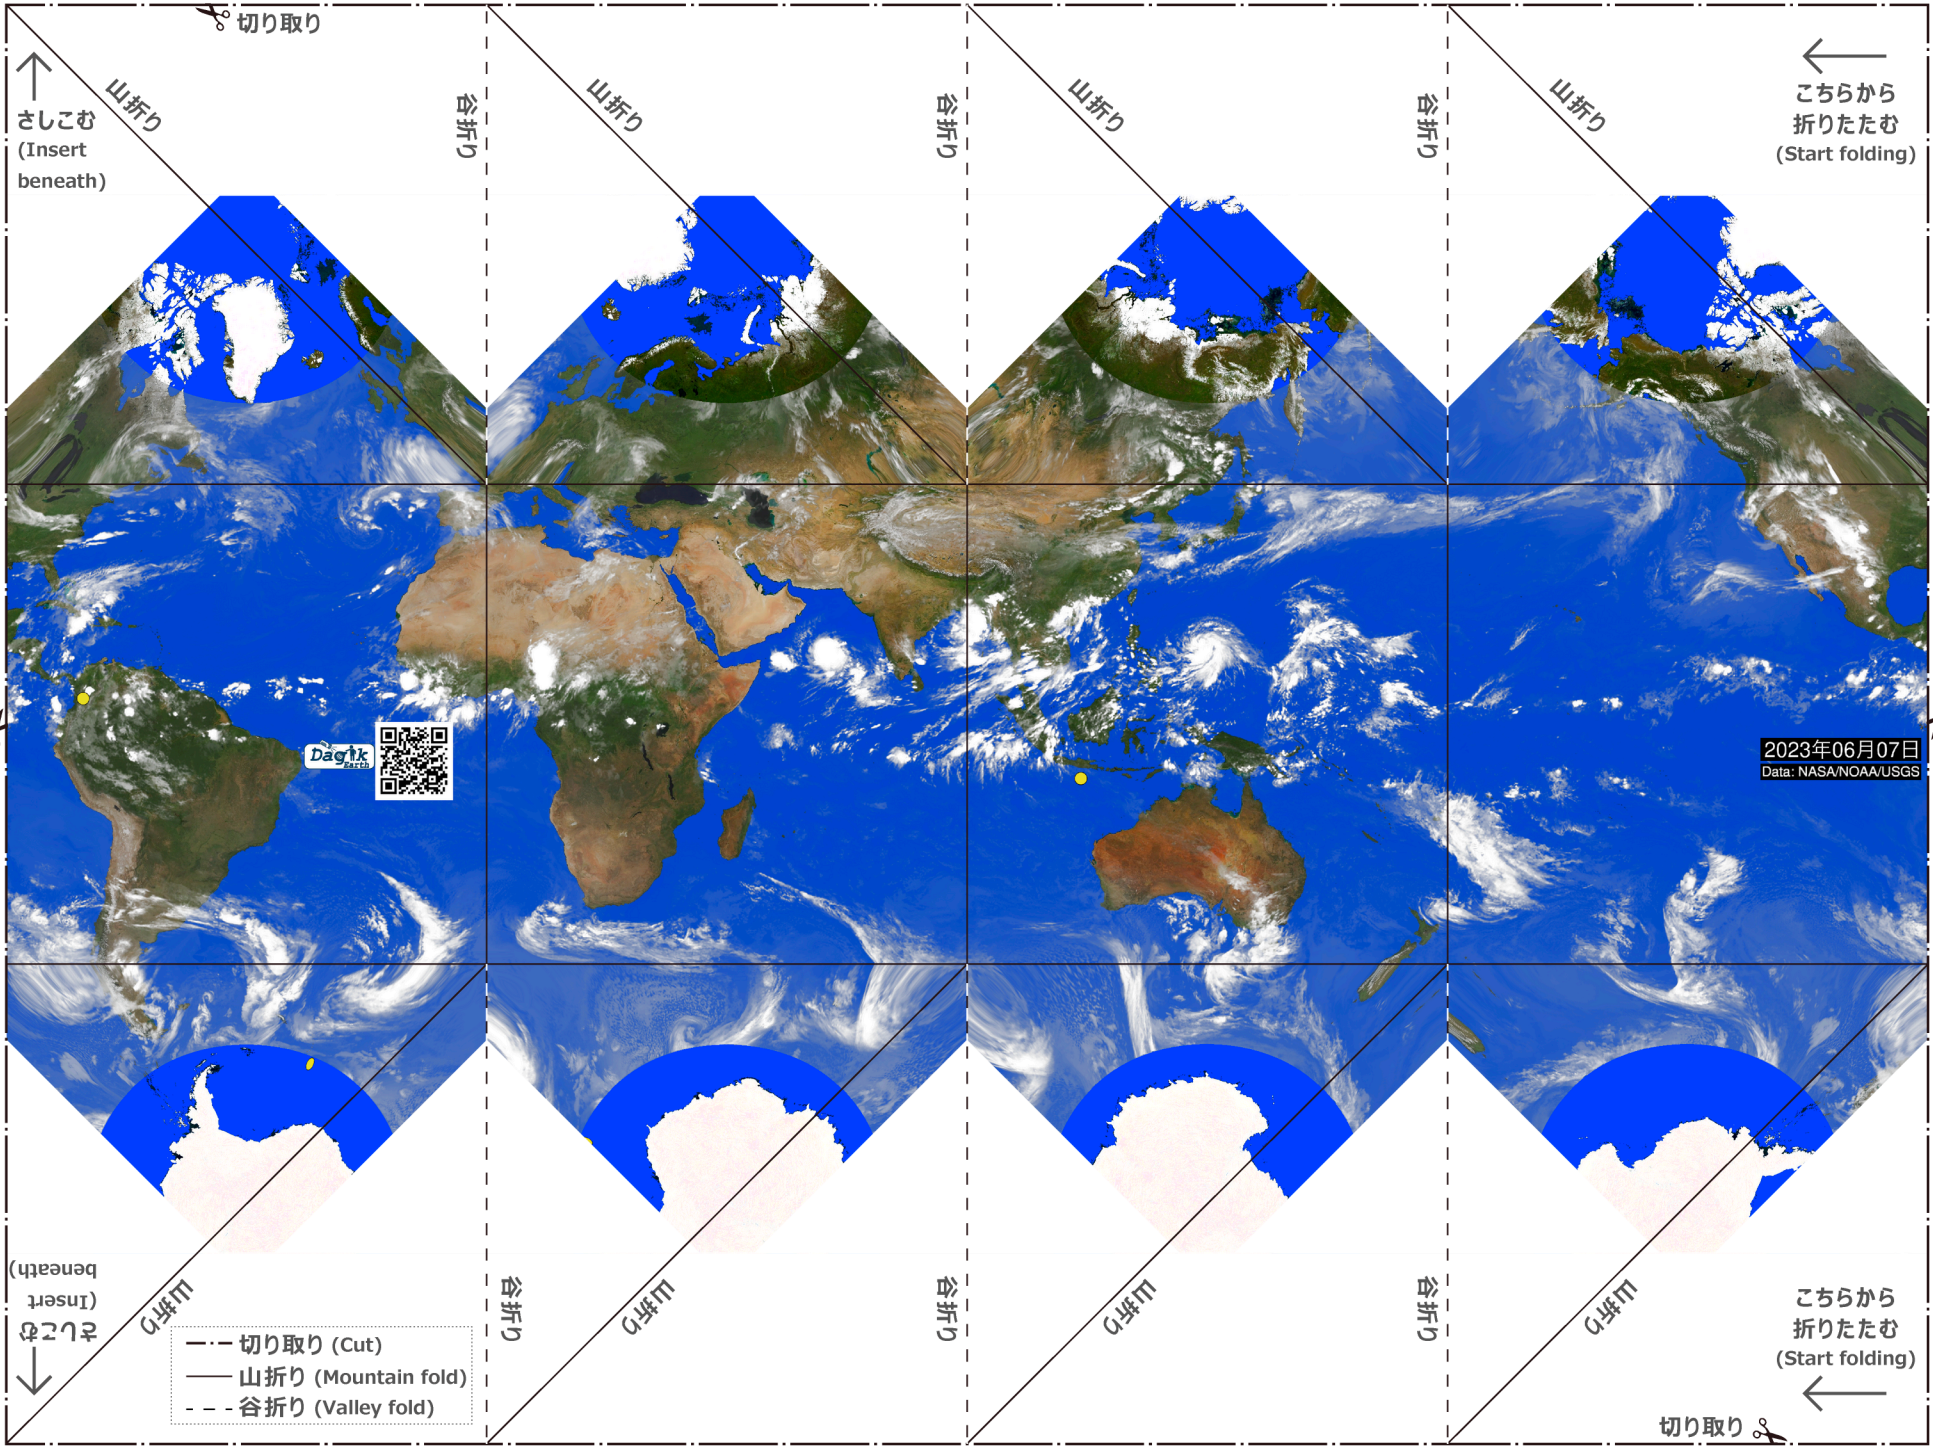 切り取り
山折り
谷折り
山折り
谷折り
山折り
谷折り
山折り
こちらから
折りたたむ
(Start folding)
さしこむ
(Insert
beneath)
Dagik
Earth
2023年06月07日
Data: NASA/NOAA/USGS
さしこむ
(Insert
beneath)
山折り
谷折り
山折り
谷折り
山折り
谷折り
山折り
こちらから
折りたたむ
(Start folding)
切り取り (Cut)
山折り (Mountain fold)
谷折り (Valley fold)
切り取り